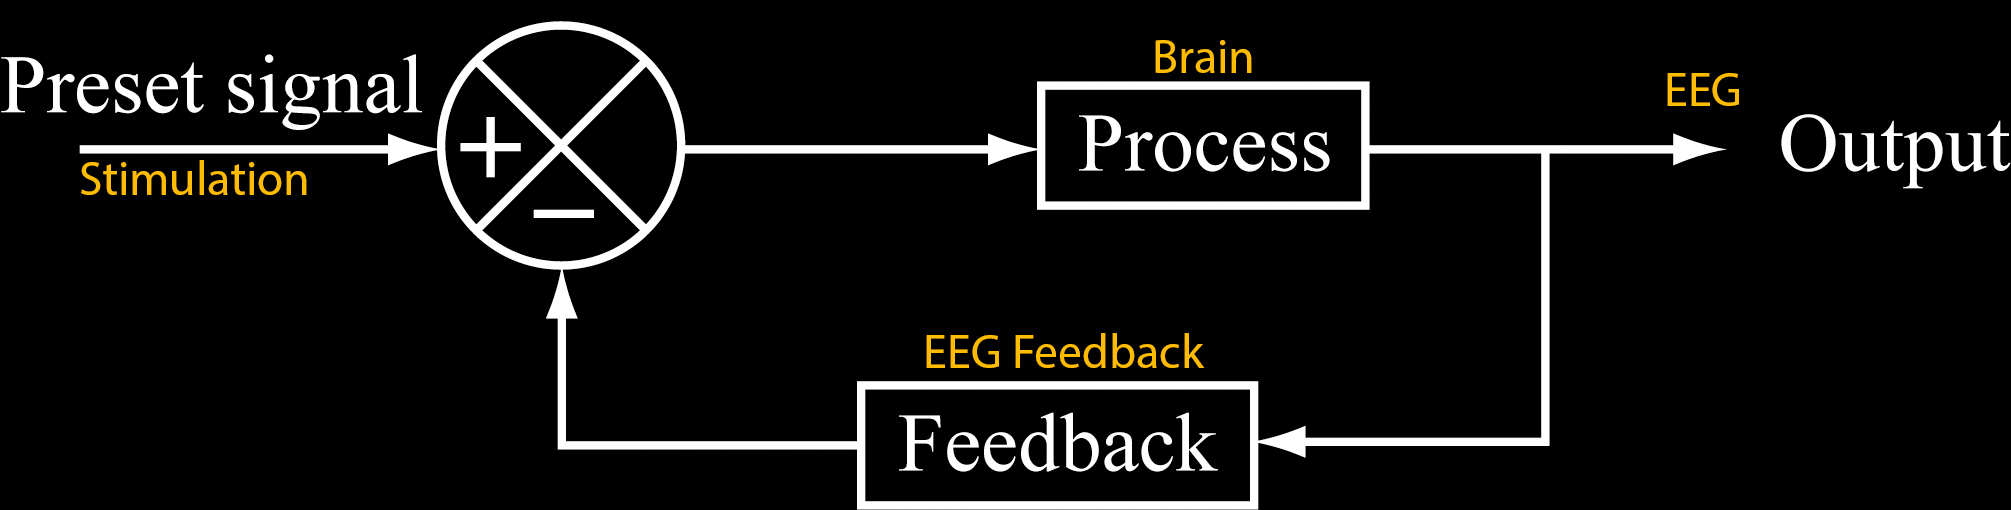 Preset signal
Stimulation
+
−
Brain
Process
EEG
Output
EEG Feedback
Feedback